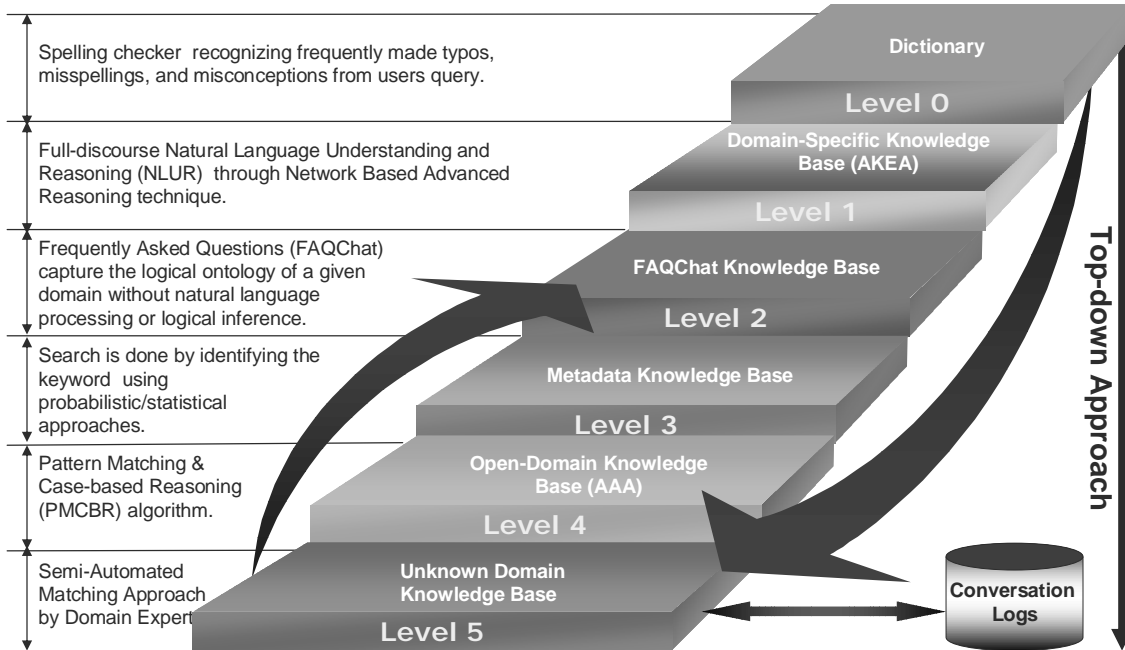 Spelling checker recognizing frequently made typos,
misspellings, and misconceptions from users query.
Dictionary
Level 0
Full-discourse Natural Language Understanding and
Reasoning (NLUR) through Network Based Advanced
Reasoning technique.
Domain-Specific Knowledge
Base (AKEA)
Level 1
Frequently Asked Questions (FAQChat)
capture the logical ontology of a given
domain without natural language
processing or logical inference.
FAQChat Knowledge Base
Level 2
Search is done by identifying the
keyword using
probabilistic/statistical
approaches.
Metadata Knowledge Base
Level 3
Pattern Matching &
Case-based Reasoning
(PMCBR) algorithm.
Open-Domain Knowledge
Base (AAA)
Level 4
Semi-Automated
Matching Approach
by Domain Expert
Unknown Domain
Knowledge Base
Level 5
Top-down Approach
Conversation
Logs